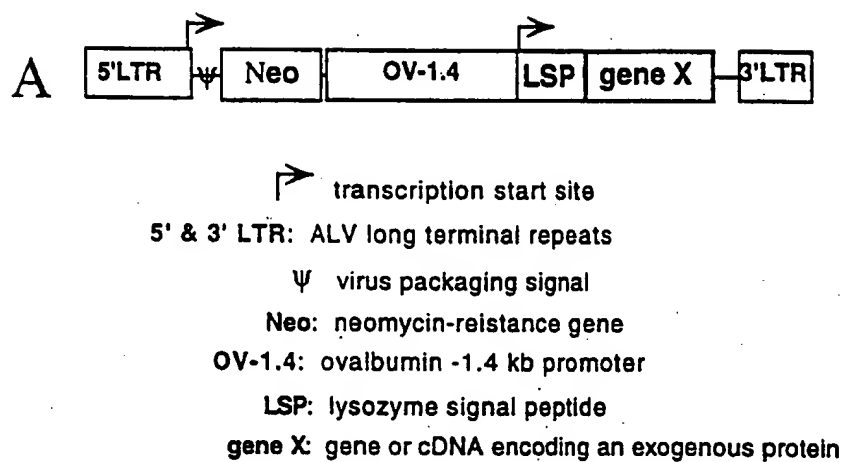 A 5'LTR Ψ Neo OV-1.4 LSP gene X 3'LTR
transcription start site
5' & 3' LTR: ALV long terminal repeats
Ψ virus packaging signal
Neo: neomycin-reistance gene
OV-1.4: ovalbumin -1.4 kb promoter
LSP: lysozyme signal peptide
gene X: gene or cDNA encoding an exogenous protein